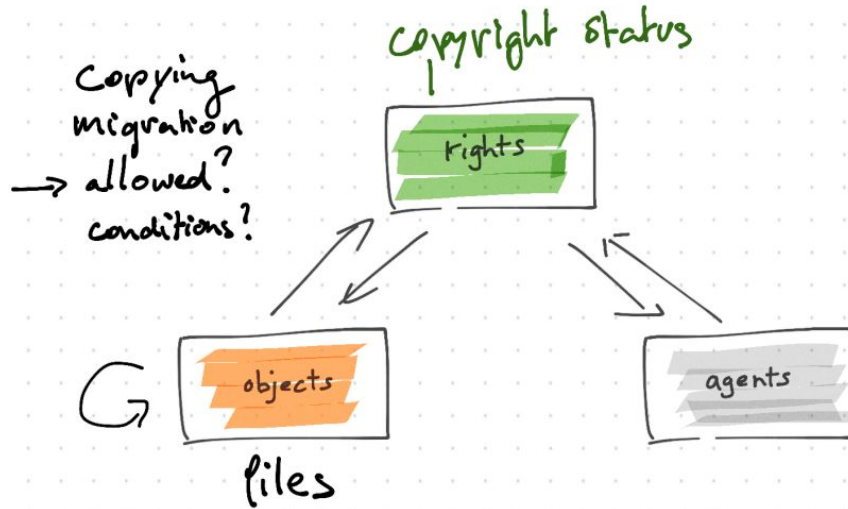 copyright status
Copying
migration
→ allowed?
conditions?
rights
objects
agents
files